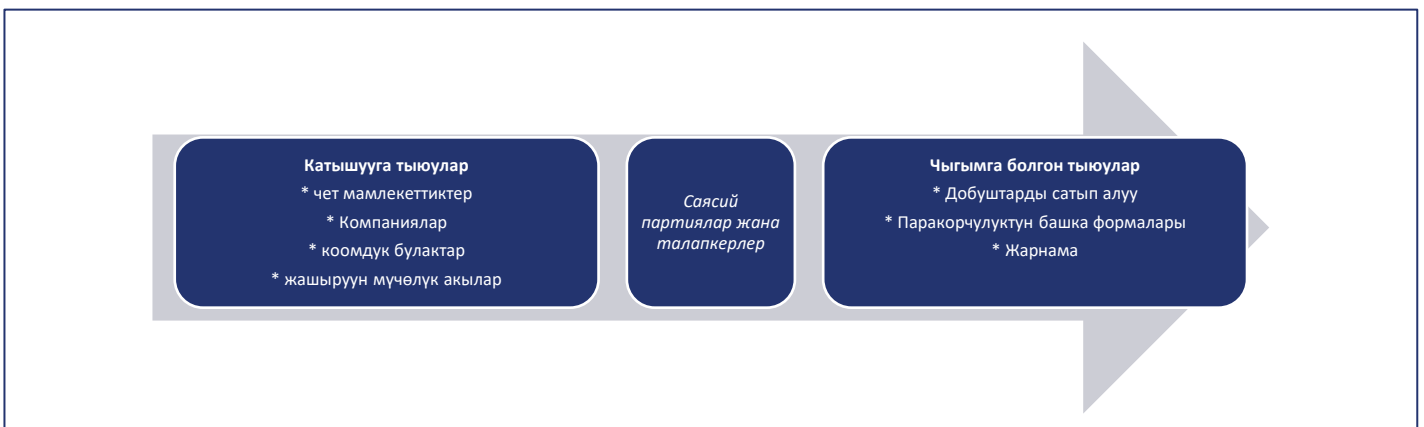 Катышууга тыюулар
* чет мамлекеттиктер
* Компаниялар
* коомдук булактар
* жашыруун мүчөлүк акылар
Саясий
партиялар жана
талапкерлер
Чыгымга болгон тыюулар
* Добуштарды сатып алуу
* Паракорчулуктун башка формалары
* Жарнама